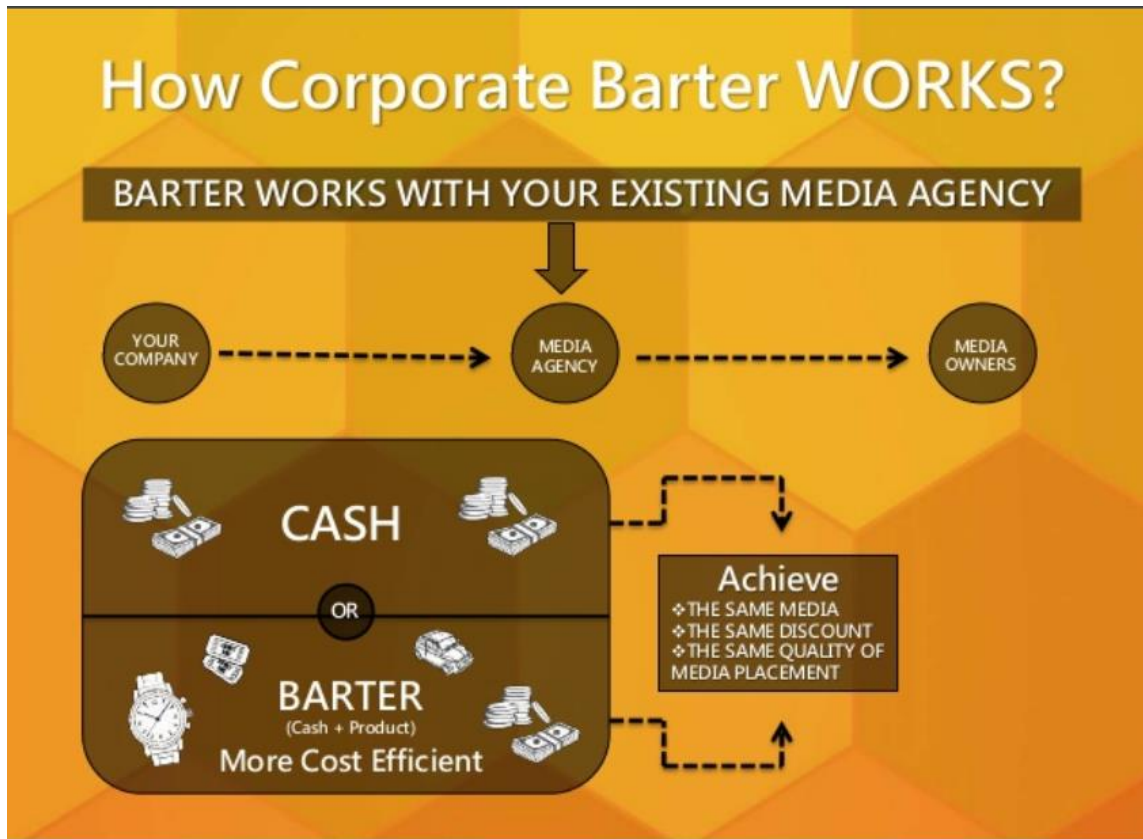 How Corporate Barter WORKS?
BARTER WORKS WITH YOUR EXISTING MEDIA AGENCY
YOUR
COMPANY
MEDIA
AGENCY
MEDIA
OWNERS
CASH
OR
BARTER
(Cash + Product)
More Cost Efficient
Achieve
❖THE SAME MEDIA
❖THE SAME DISCOUNT
❖THE SAME QUALITY OF
MEDIA PLACEMENT